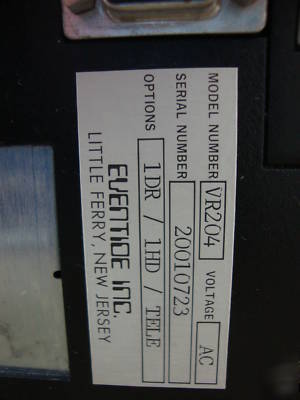 MODEL NUMBER VR204 VOLTAGE AC
SERIAL NUMBER 20010723
OPTIONS 1DR / 1HD / TELE
EVENTIDE INC.
LITTLE FERRY, NEW JERSEY